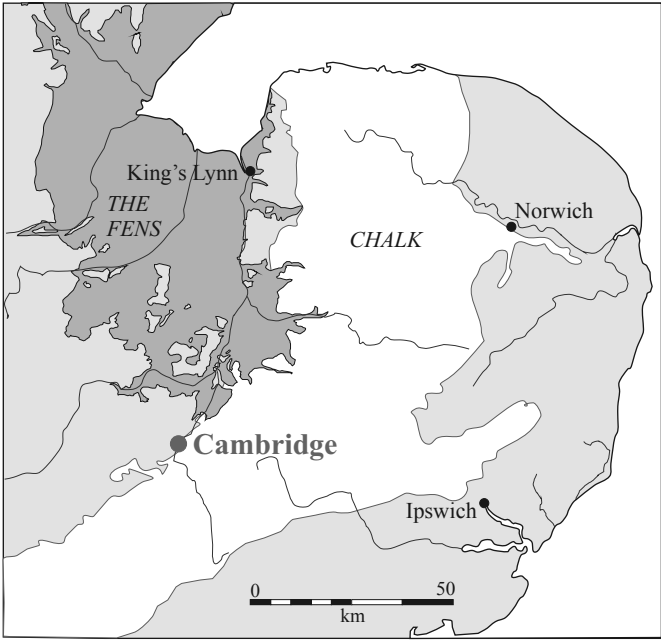 King's Lynn
THE
FENS
Norwich
CHALK
Cambridge
Ipswich
0 50
km